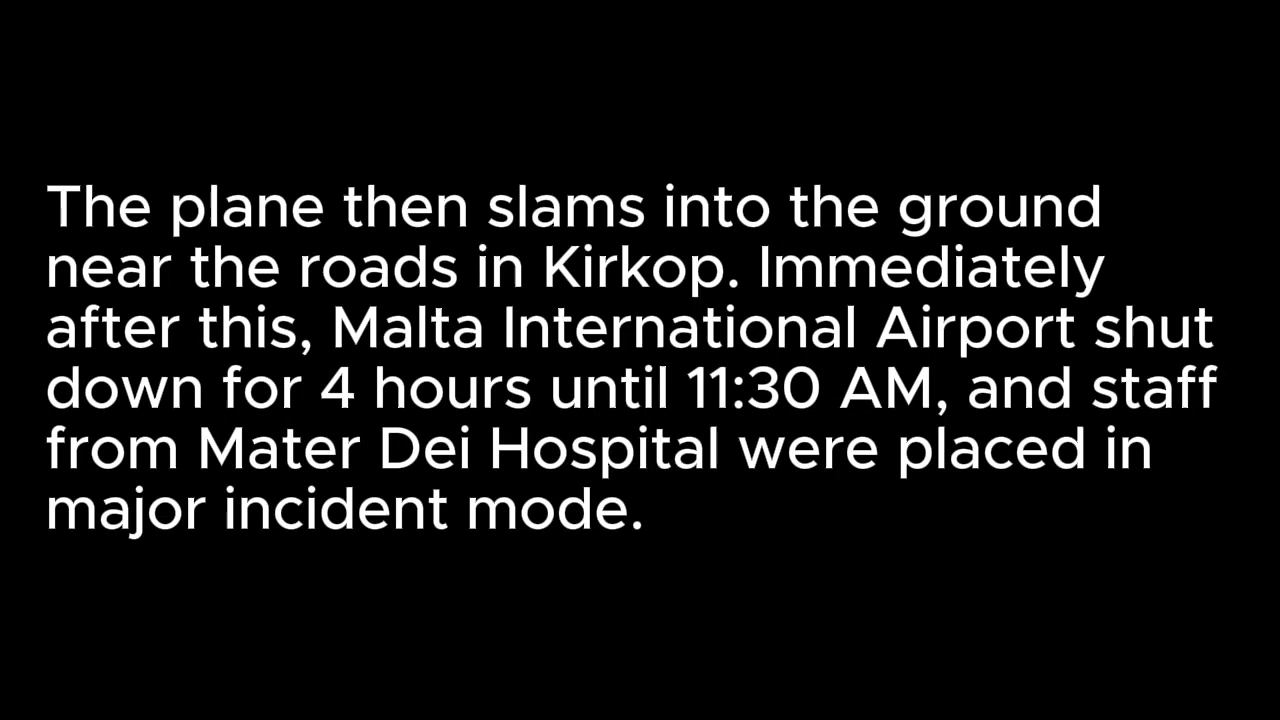 The plane then slams into the ground
near the roads in Kirkop. Immediately
after this, Malta International Airport shut
down for 4 hours until 11:30 AM, and staff
from Mater Dei Hospital were placed in
major incident mode.